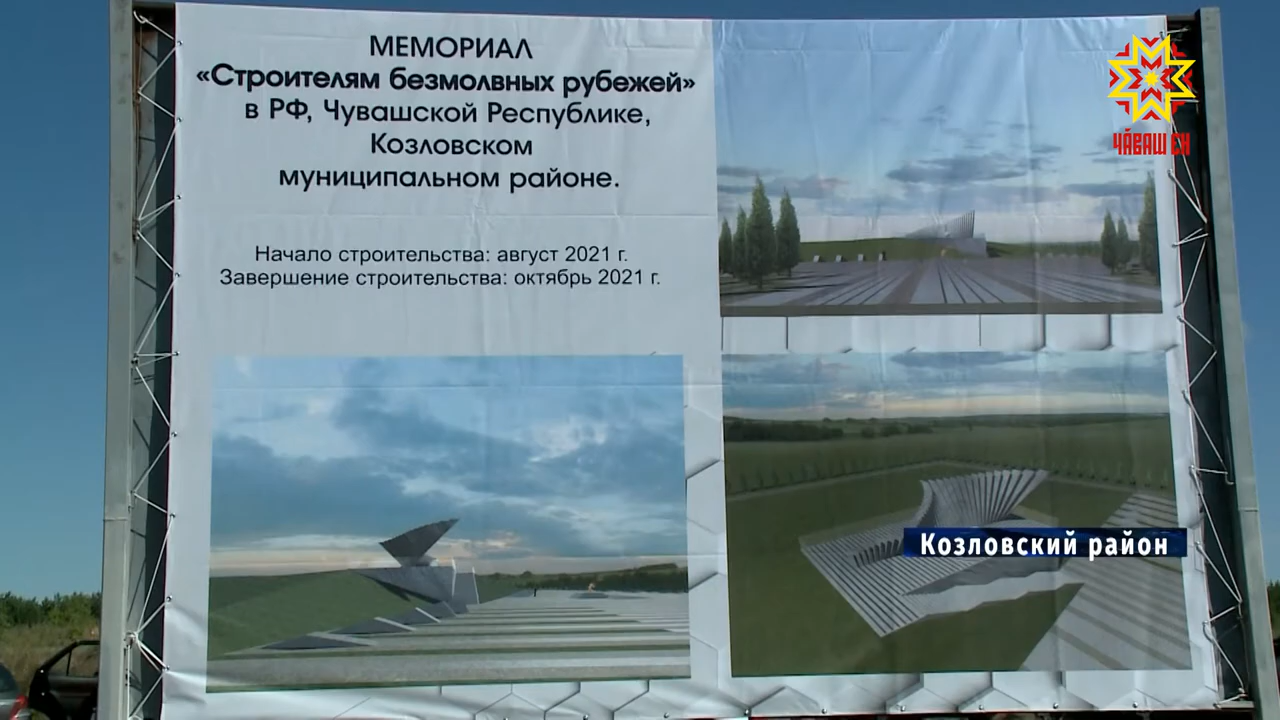 МЕМОРИАЛ
«Строителям безмолвных рубежей»
в РФ, Чувашской Республике,
Козловском
муниципальном районе.
Начало строительства: август 2021 г.
Завершение строительства: октябрь 2021 г.
ЧӐВАШ ЕН
Козловский район